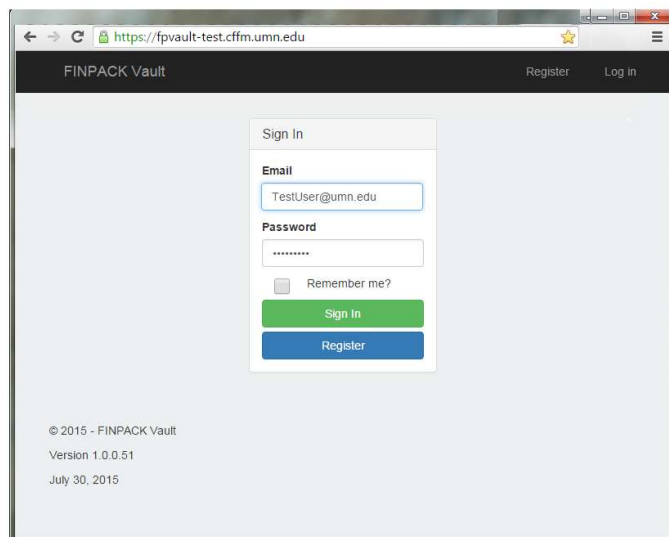 https://fpvault-test.cffm.umn.edu
FINPACK Vault Register Log in
Sign In
Email
TestUser@umn.edu
Password
•••••••••
Remember me?
Sign In
Register
© 2015 - FINPACK Vault
Version 1.0.0.51
July 30, 2015